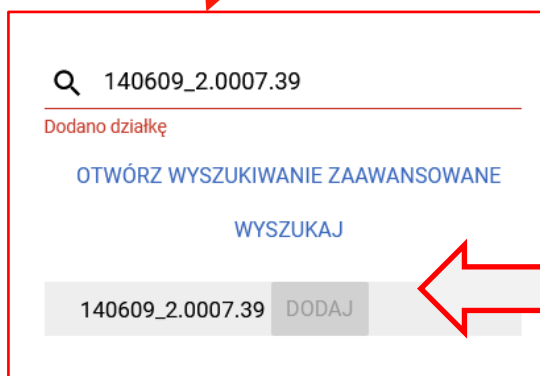 140609_2.0007.39
Dodano działkę
OTWÓRZ WYSZUKIWANIE ZAAWANSOWANE
WYSZUKAJ
140609_2.0007.39 DODAJ